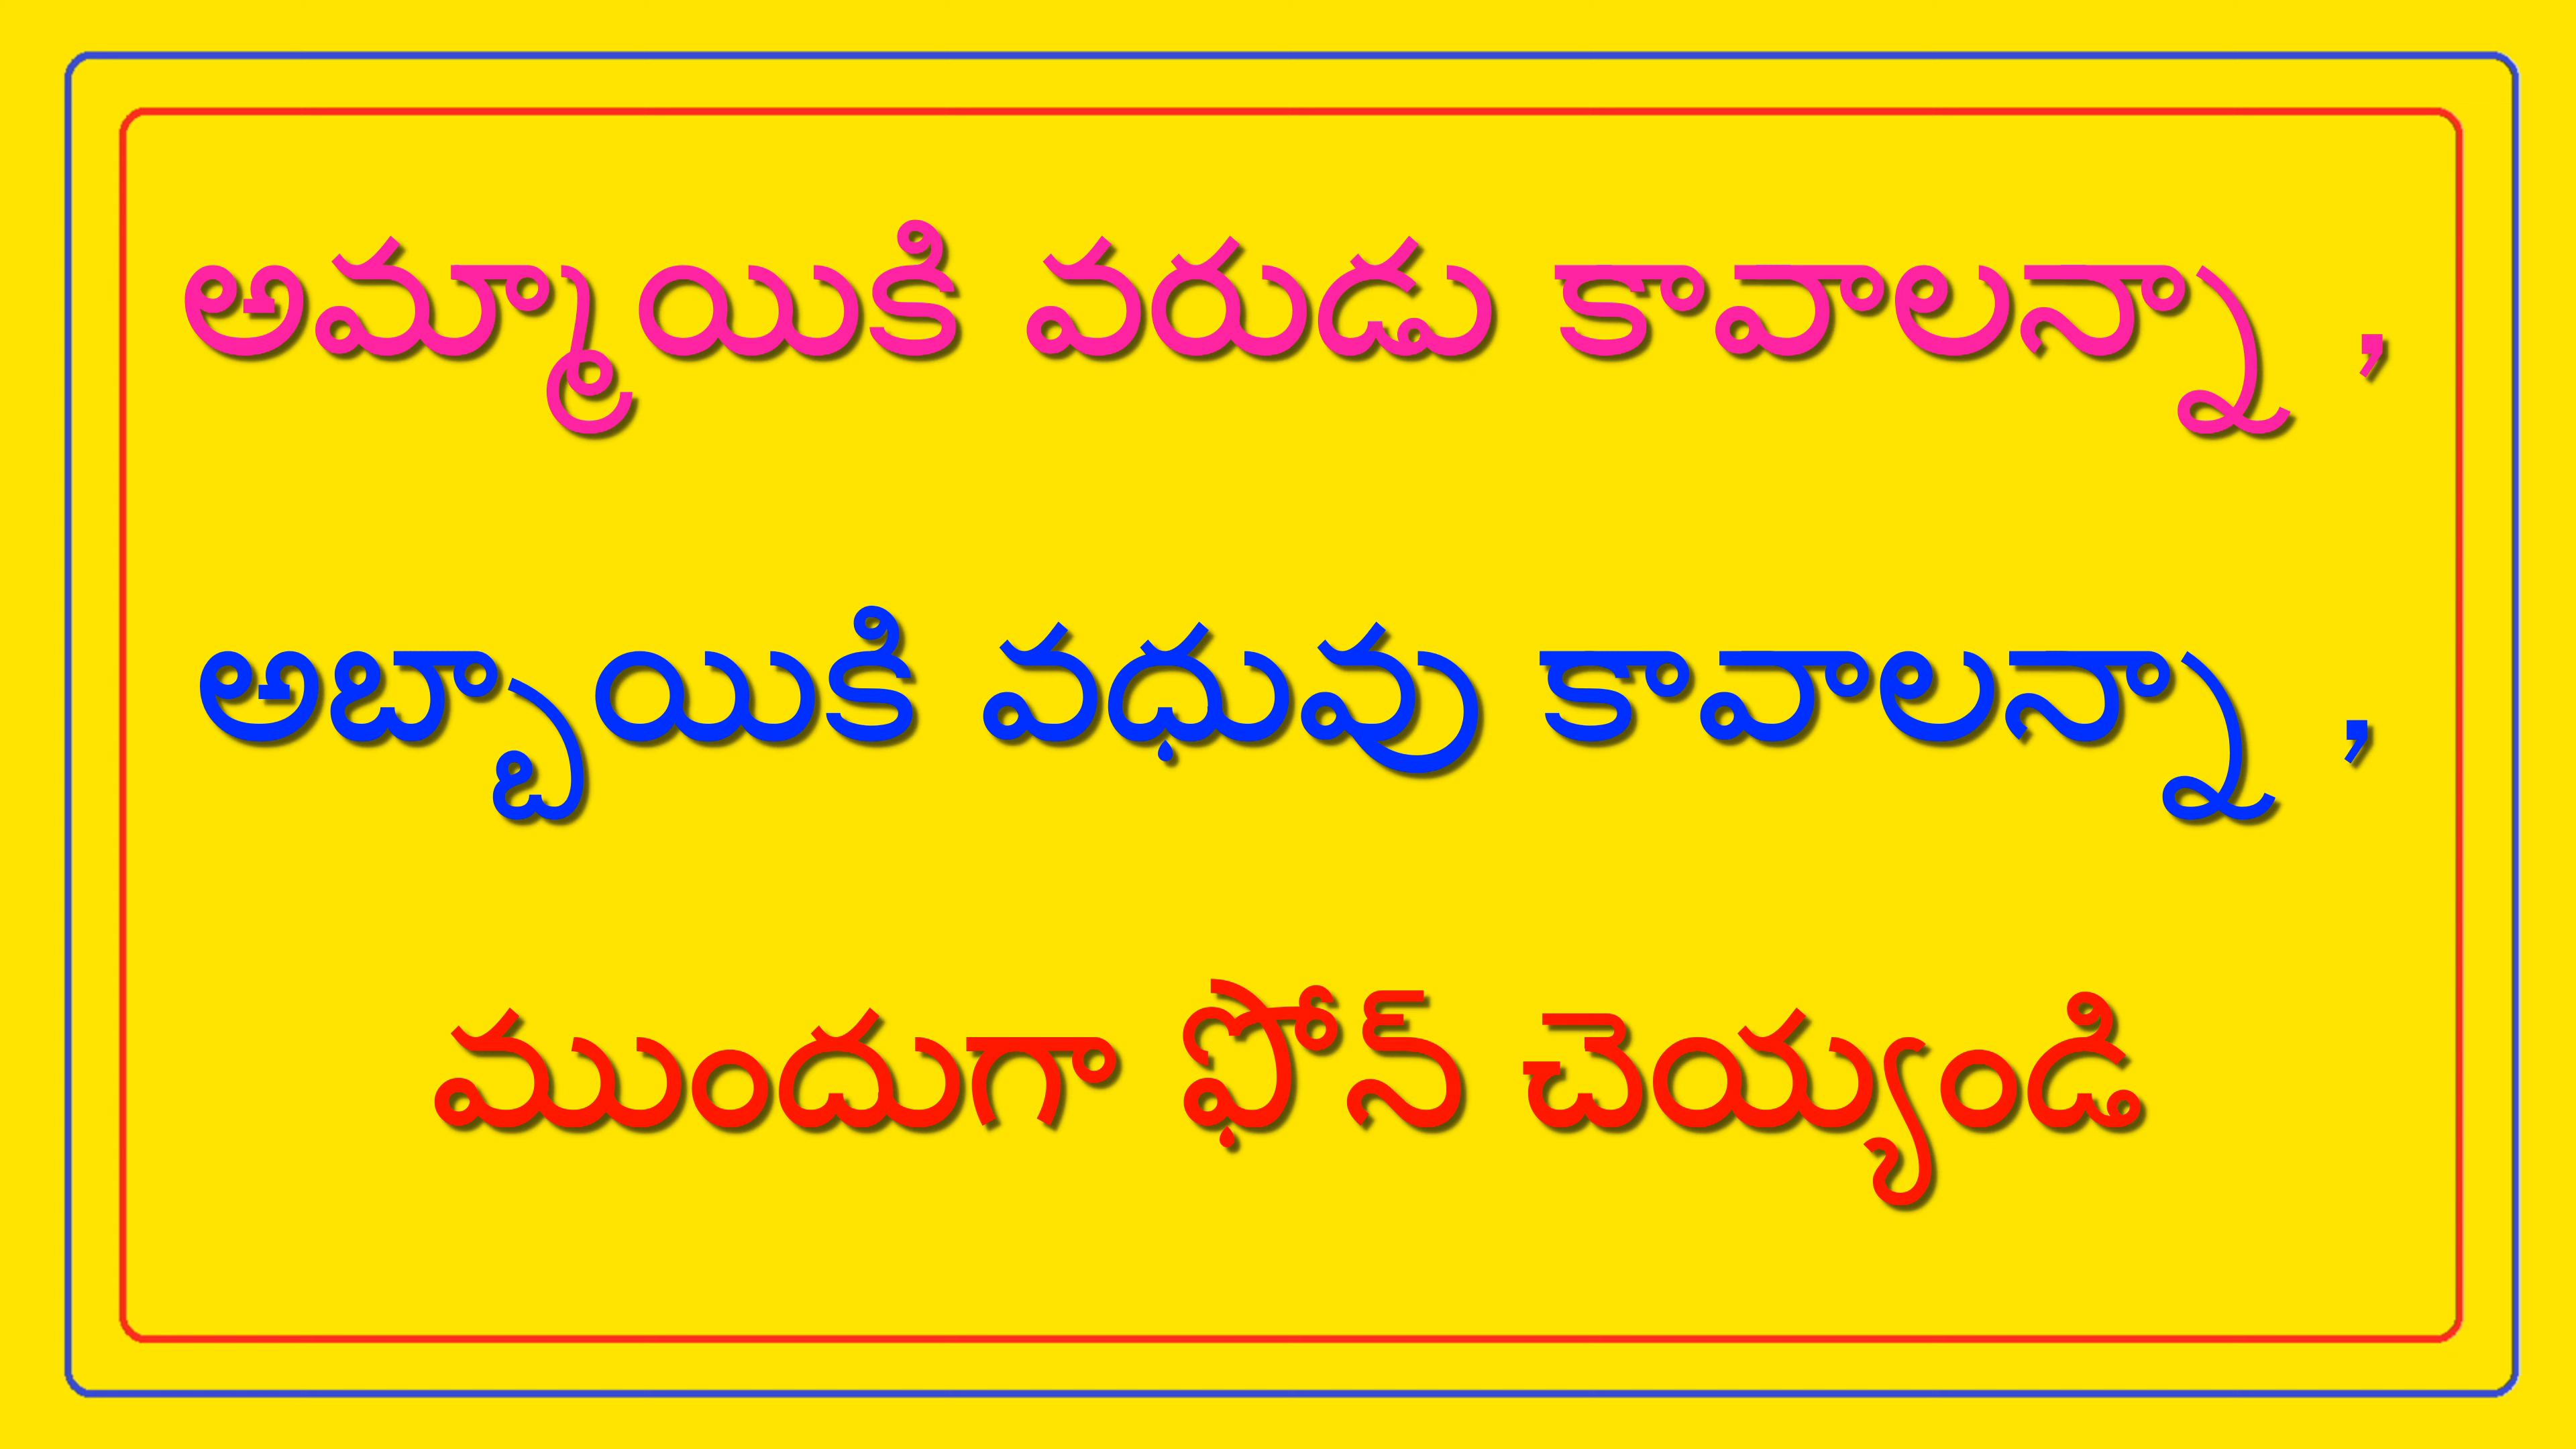 అమ్మాయికి వరుడు కావాలన్నా ,
అబ్బాయికి వధువు కావాలన్నా ,
ముందుగా ఫోన్ చెయ్యండి